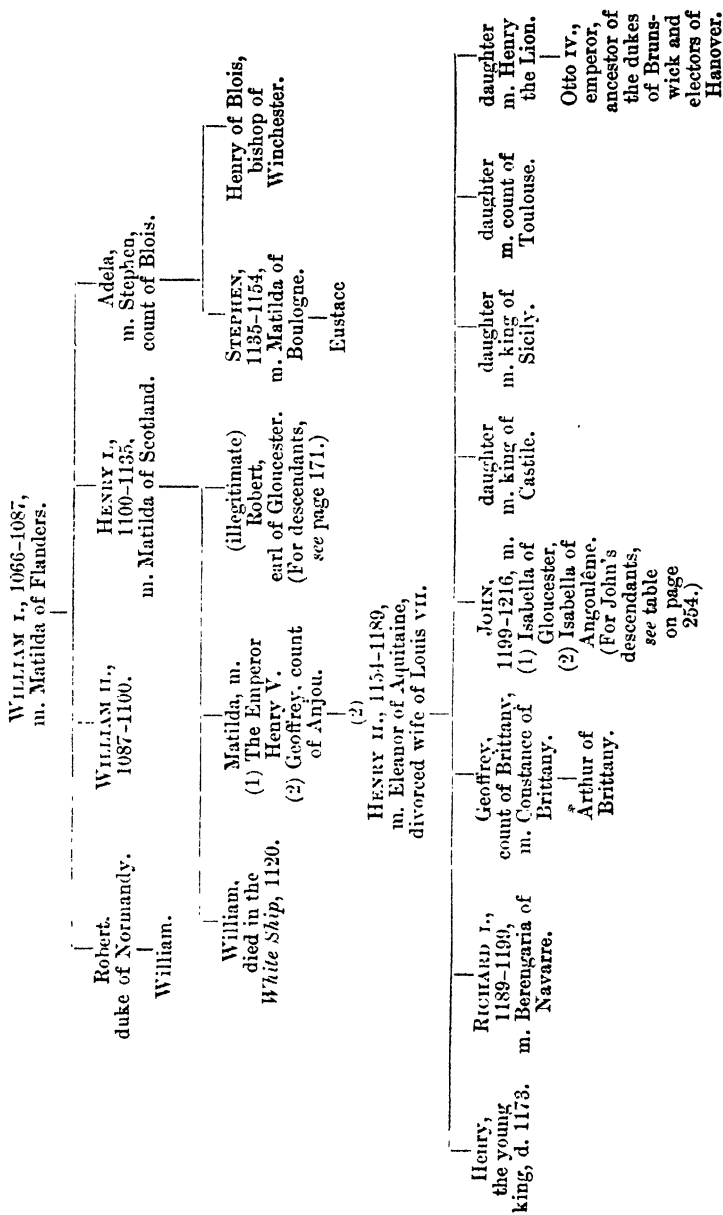 WILLIAM I., 1066-1087,
m. Matilda of Flanders.
Robert.
duke of Normandy.
William.
WILLIAM II.,
1087-1100.
HENRY I.,
1100-1135,
m. Matilda of Scotland.
Adela,
m. Stephen,
count of Blois.
William.
died in the
White Ship, 1120.
Matilda, m.
(1) The Emperor
Henry V.
(2) Geoffrey. count
of Anjou.
(illegitimate)
Robert,
earl of Gloucester.
(For descendants,
see page 171.)
STEPHEN,
1135-1154,
m. Matilda of
Boulogne.
Eustace
Henry of Blois,
bishop of
Winchester.
(2)
HENRY II., 1154-1189,
m. Eleanor of Aquitaine,
divorced wife of Louis VII.
Henry,
the young
king, d. 1173.
RICHARD I.,
1189-1199,
m. Berengaria of
Navarre.
Geoffrey,
count of Brittany,
m. Constance of
Brittany.
Arthur of
Brittany.
JOHN,
1199-1216, m.
(1) Isabella of
Gloucester,
(2) Isabella of
Angoulême.
(For John's
descendants,
see table
on page
254.)
daughter
m. king of
Castile.
daughter
m. king of
Sicily.
daughter
m. count of
Toulouse.
daughter
m. Henry
the Lion.
Otto IV.,
emperor,
ancestor of
the dukes
of Bruns-
wick and
electors of
Hanover.